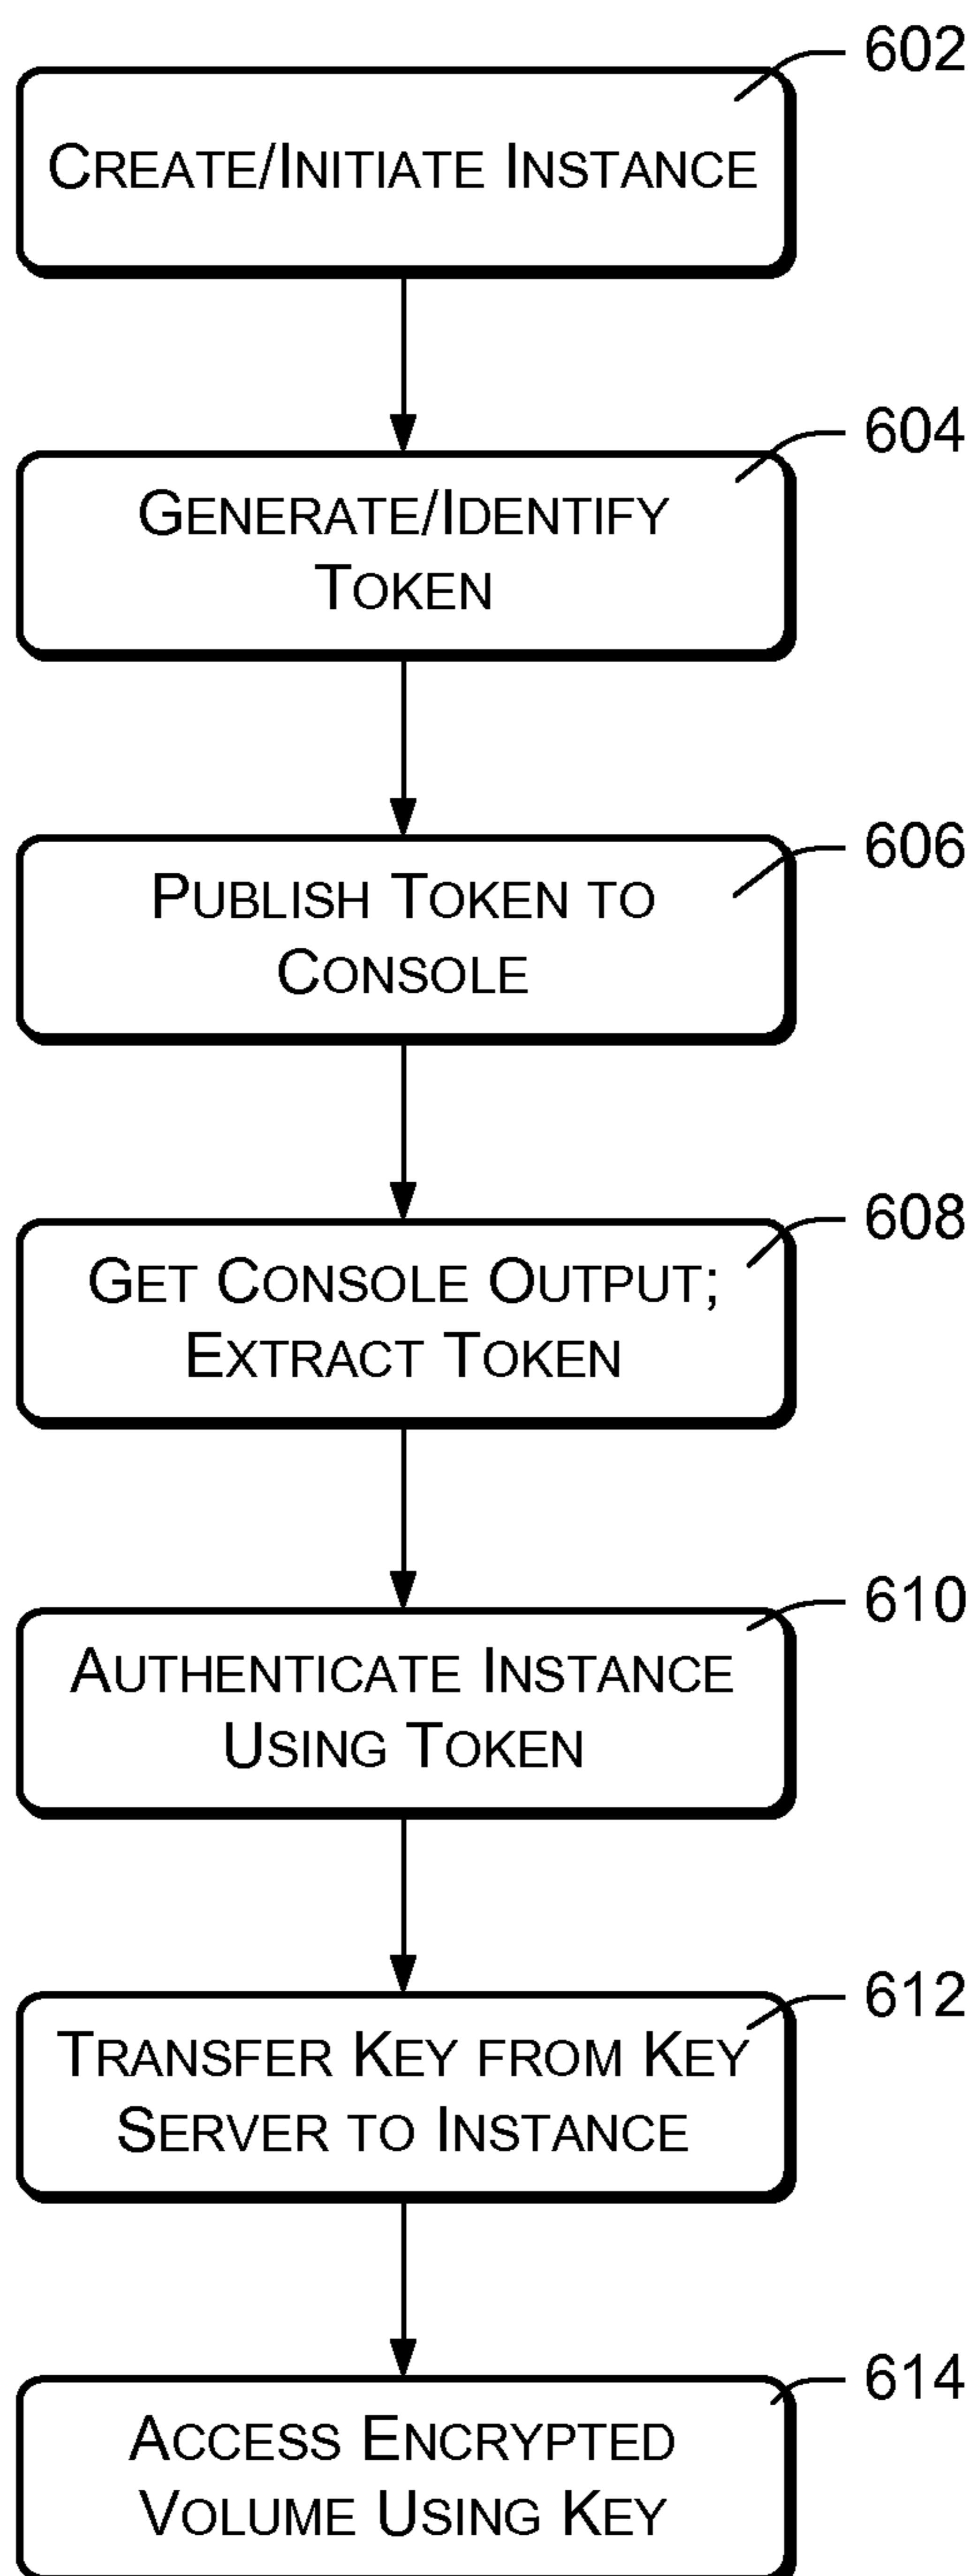 602
CREATE/INITIATE INSTANCE
604
GENERATE/IDENTIFY
TOKEN
606
PUBLISH TOKEN TO
CONSOLE
608
GET CONSOLE OUTPUT;
EXTRACT TOKEN
610
AUTHENTICATE INSTANCE
USING TOKEN
612
TRANSFER KEY FROM KEY
SERVER TO INSTANCE
614
ACCESS ENCRYPTED
VOLUME USING KEY